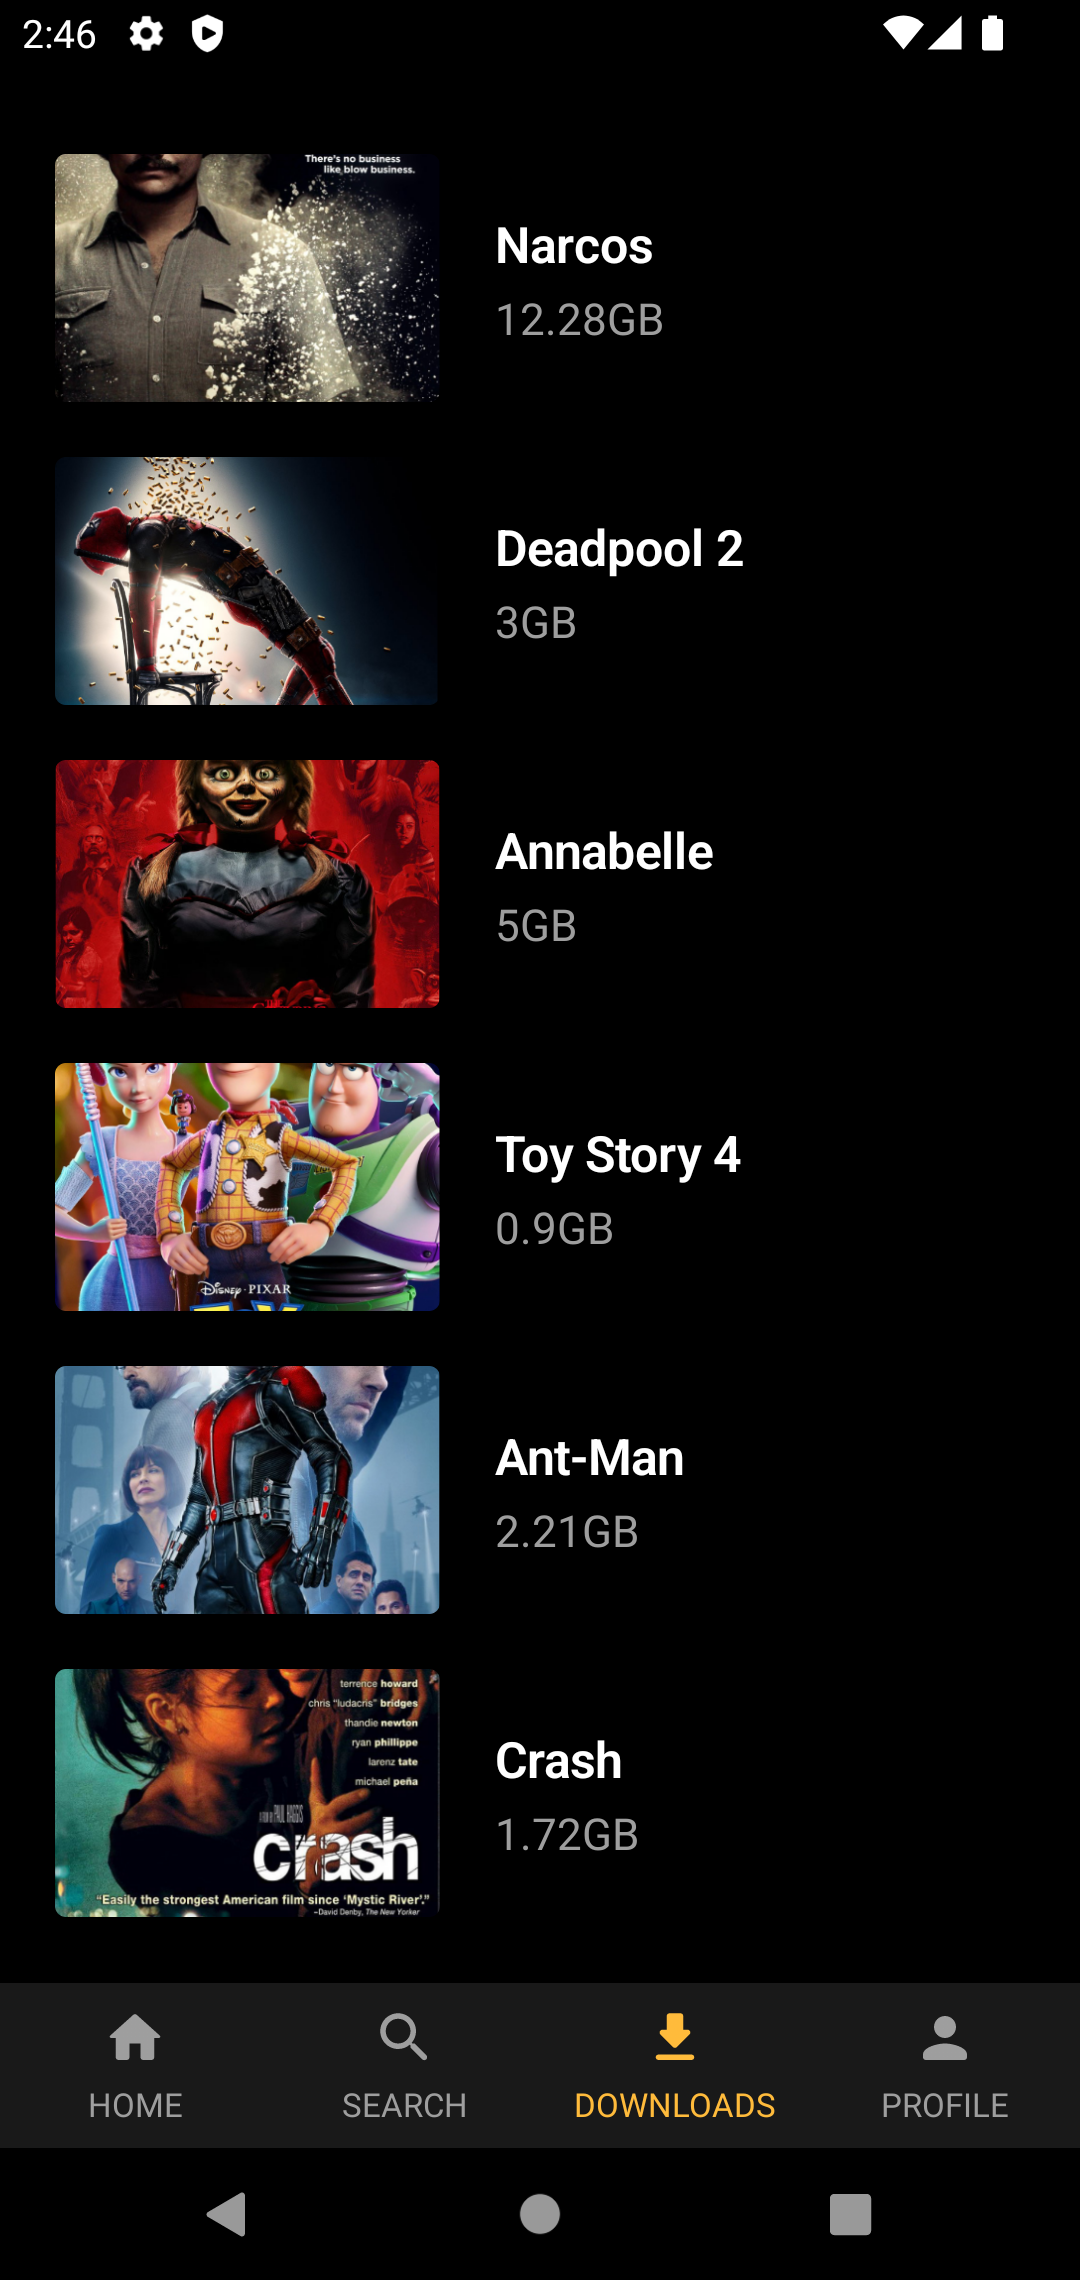 2:46
There's no business
like blow business.
Narcos
12.28GB
Deadpool 2
3GB
Annabelle
5GB
DISNEY · PIXAR
Toy Story 4
0.9GB
Ant-Man
2.21GB
terrence howard
chris "ludacris" bridges
thandie newton
ryan phillippe
larenz tate
michael peña
A FILM BY PAUL HAGGIS
crash
"Easily the strongest American film since 'Mystic River'."
–David Denby, The New Yorker
Crash
1.72GB
HOME
SEARCH
DOWNLOADS
PROFILE